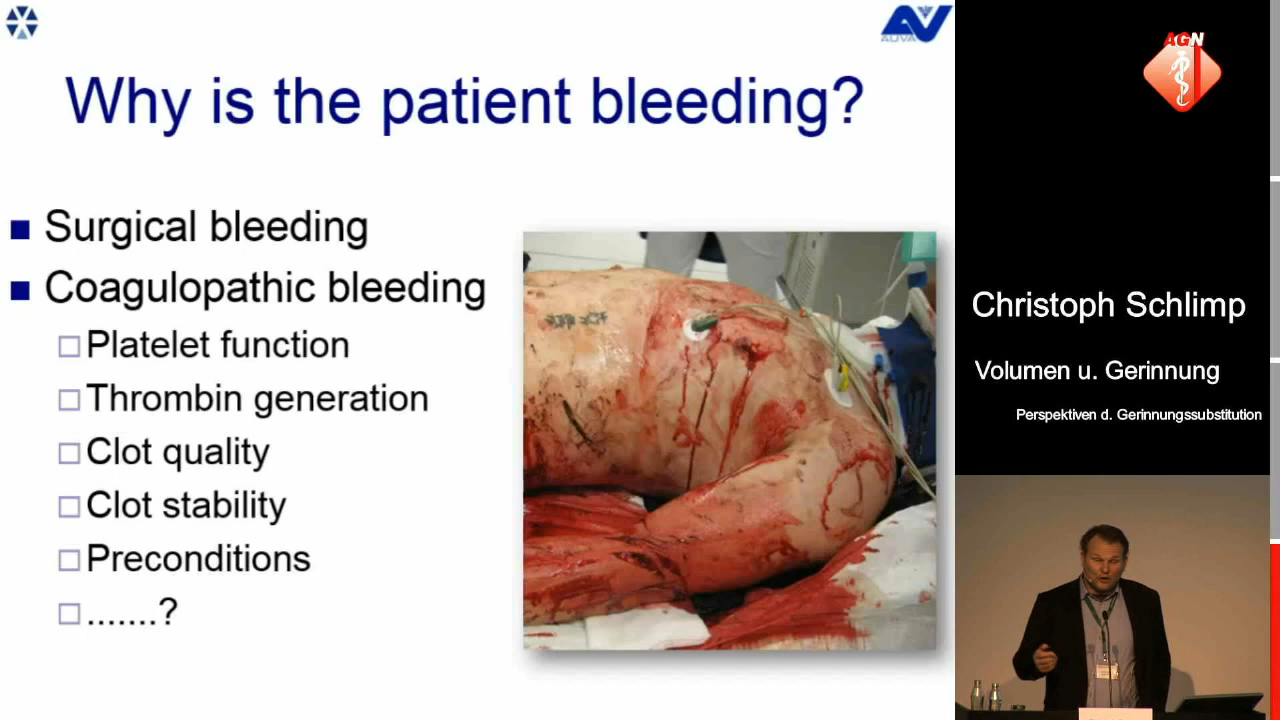 AUVA
Why is the patient bleeding?
Surgical bleeding
Coagulopathic bleeding
Platelet function
Thrombin generation
Clot quality
Clot stability
Preconditions
.......?
AGN
Christoph Schlimp
Volumen u. Gerinnung
Perspektiven d. Gerinnungssubstitution